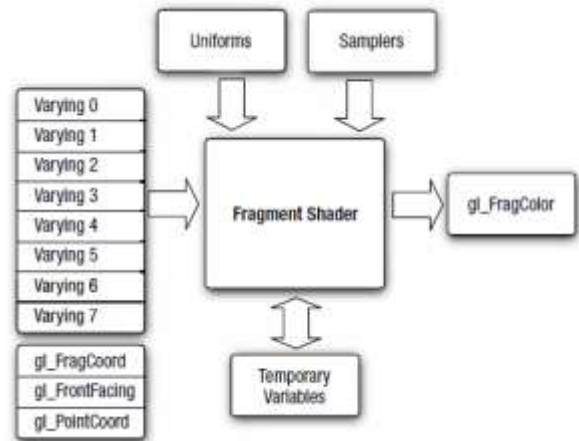 Uniforms
Samplers
Varying 0
Varying 1
Varying 2
Varying 3
Varying 4
Varying 5
Varying 6
Varying 7
Fragment Shader
gl_FragColor
gl_FragCoord
gl_FrontFacing
gl_PointCoord
Temporary
Variables